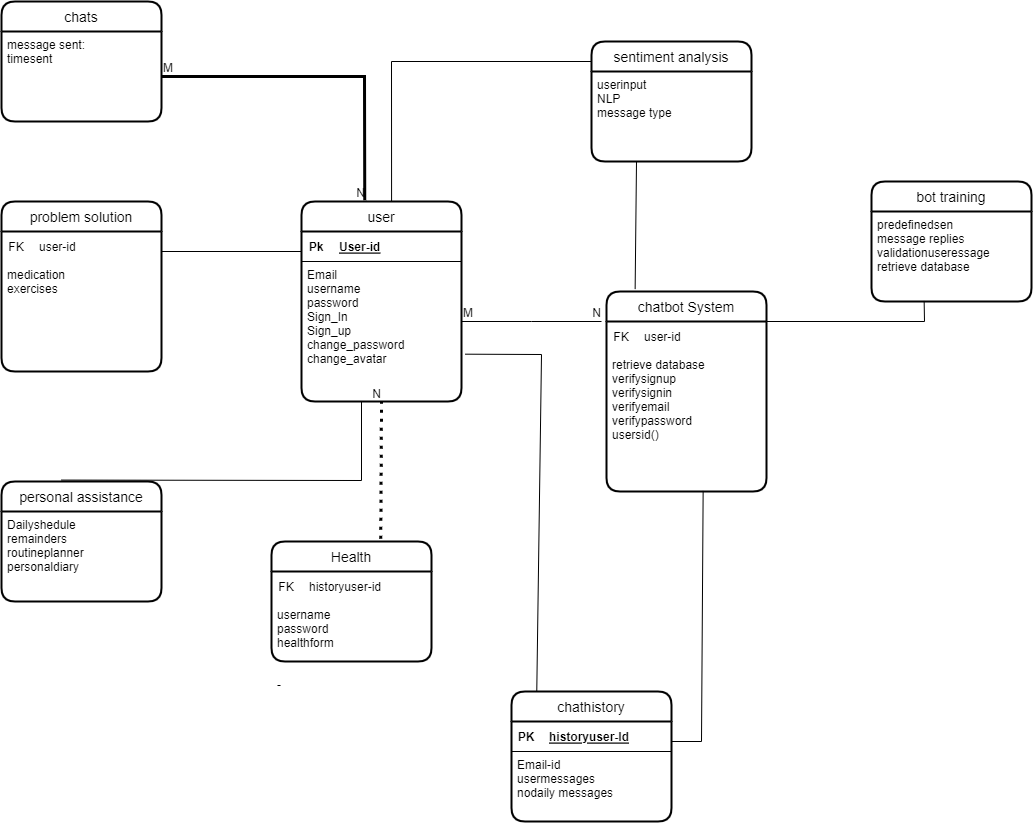 chats
message sent:
timesent
M
sentiment analysis
userinput
NLP
message type
N
problem solution
FK user-id
medication
exercises
user
Pk User-id
Email
username
password
Sign_In
Sign_up
change_password
change_avatar
N
M
N
bot training
predefinedsen
message replies
validationuseressage
retrieve database
chatbot System
FK user-id
retrieve database
verifysignup
verifysignin
verifyemail
verifypassword
usersid()
personal assistance
Dailyshedule
remainders
routineplanner
personaldiary
Health
FK historyuser-id
username
password
healthform
-
chathistory
PK historyuser-Id
Email-id
usermessages
nodaily messages